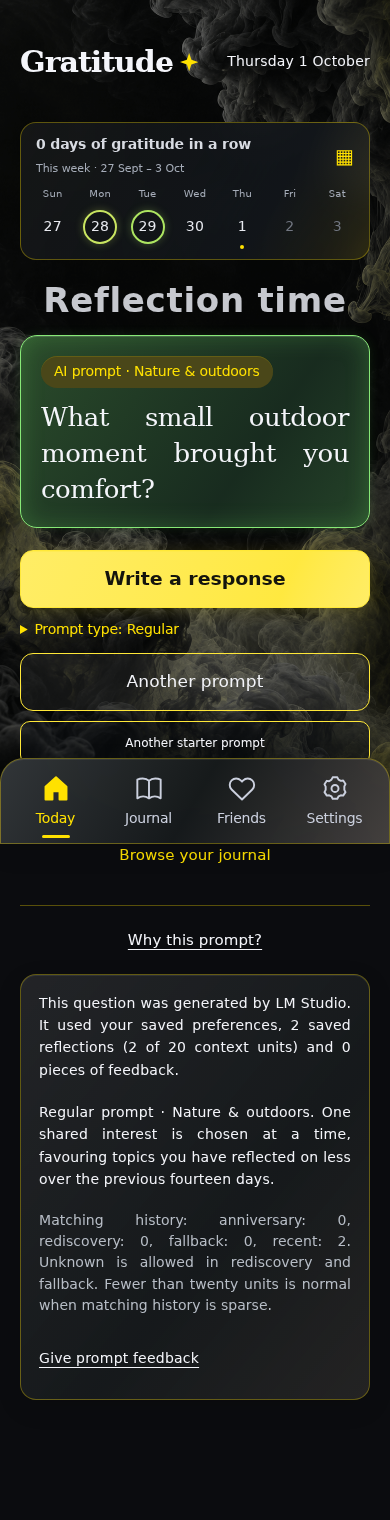 Gratitude
Thursday 1 October
0 days of gratitude in a row
This week · 27 Sept – 3 Oct
Sun Mon Tue Wed Thu Fri Sat
27 28 29 30 1 2 3
Reflection time
AI prompt · Nature & outdoors
What small outdoor
moment brought you
comfort?
Write a response
Prompt type: Regular
Another prompt
Another starter prompt
Today Journal Friends Settings
Browse your journal
Why this prompt?
This question was generated by LM Studio.
It used your saved preferences, 2 saved
reflections (2 of 20 context units) and 0
pieces of feedback.
Regular prompt · Nature & outdoors. One
shared interest is chosen at a time,
favouring topics you have reflected on less
over the previous fourteen days.
Matching history: anniversary: 0,
rediscovery: 0, fallback: 0, recent: 2.
Unknown is allowed in rediscovery and
fallback. Fewer than twenty units is normal
when matching history is sparse.
Give prompt feedback